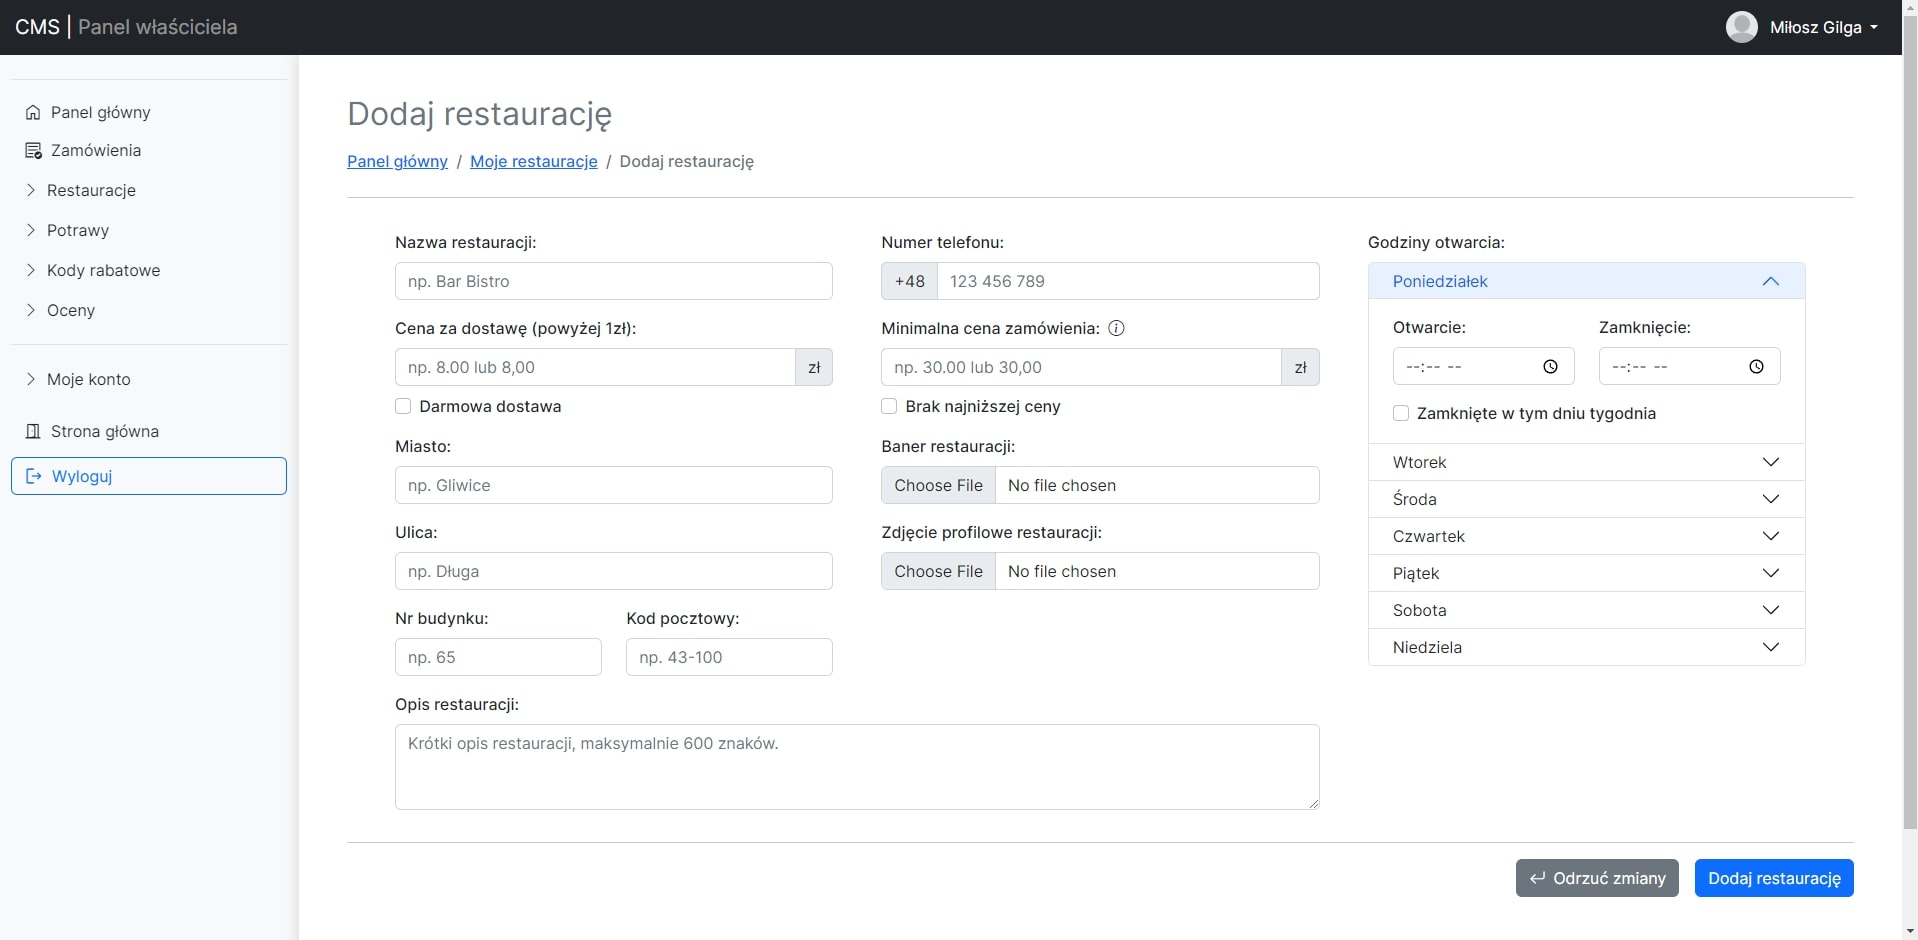 CMS | Panel właściciela
Miłosz Gilga
Panel główny
Zamówienia
Restauracje
Potrawy
Kody rabatowe
Oceny
Moje konto
Strona główna
Wyloguj
Dodaj restaurację
Panel główny / Moje restauracje / Dodaj restaurację
Nazwa restauracji:
np. Bar Bistro
Cena za dostawę (powyżej 1zł):
np. 8.00 lub 8,00 zł
Darmowa dostawa
Miasto:
np. Gliwice
Ulica:
np. Długa
Nr budynku: Kod pocztowy:
np. 65 np. 43-100
Numer telefonu:
+48 123 456 789
Minimalna cena zamówienia:
np. 30.00 lub 30,00 zł
Brak najniższej ceny
Baner restauracji:
Choose File No file chosen
Zdjęcie profilowe restauracji:
Choose File No file chosen
Opis restauracji:
Krótki opis restauracji, maksymalnie 600 znaków.
Godziny otwarcia:
Poniedziałek
Otwarcie: Zamknięcie:
--:-- -- --:-- --
Zamknięte w tym dniu tygodnia
Wtorek
Środa
Czwartek
Piątek
Sobota
Niedziela
Odrzuć zmiany Dodaj restaurację